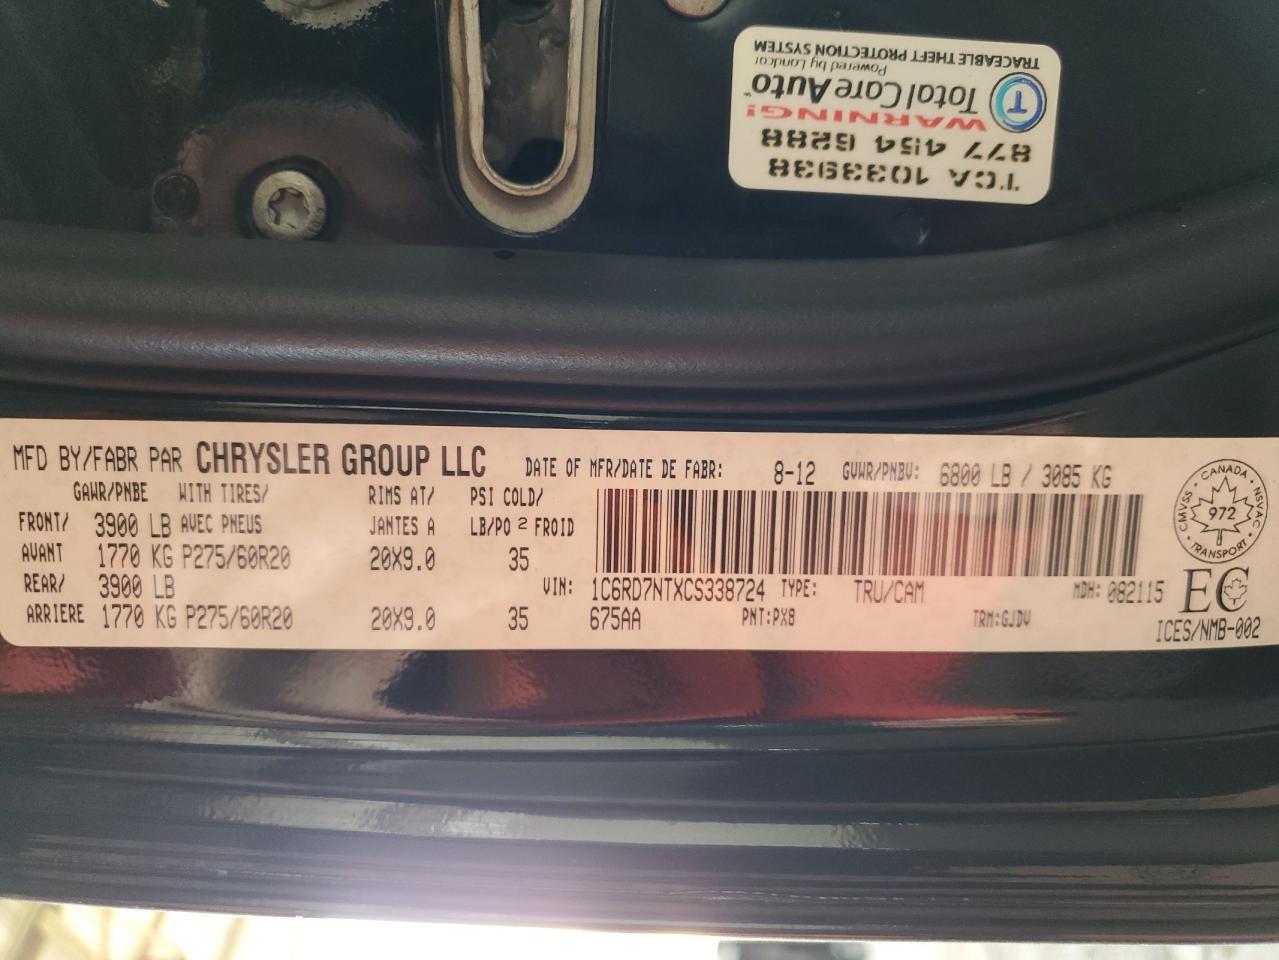 TRACEABLE THEFT PROTECTION SYSTEM
Powered by Landcar
T TotalCareAuto
WARNING!
877 454 6288
TCA 1033938
MFD BY/FABR PAR CHRYSLER GROUP LLC DATE OF MFR/DATE DE FABR: 8-12 GVWR/PNBV: 6800 LB / 3085 KG
GAWR/PNBE WITH TIRES/ RIMS AT/ PSI COLD/
FRONT/ 3900 LB AVEC PNEUS JANTES A LB/PO 2 FROID
AVANT 1770 KG P275/60R20 20X9.0 35
REAR/ 3900 LB VIN: 1C6RD7NTXCS338724 TYPE: TRU/CAM MDH: 082115
ARRIERE 1770 KG P275/60R20 20X9.0 35 675AA PNT:PX8 TRM:GJDV
CANADA
CMVSS 972 NSVAC
TRANSPORT
EC
ICES/NMB-002